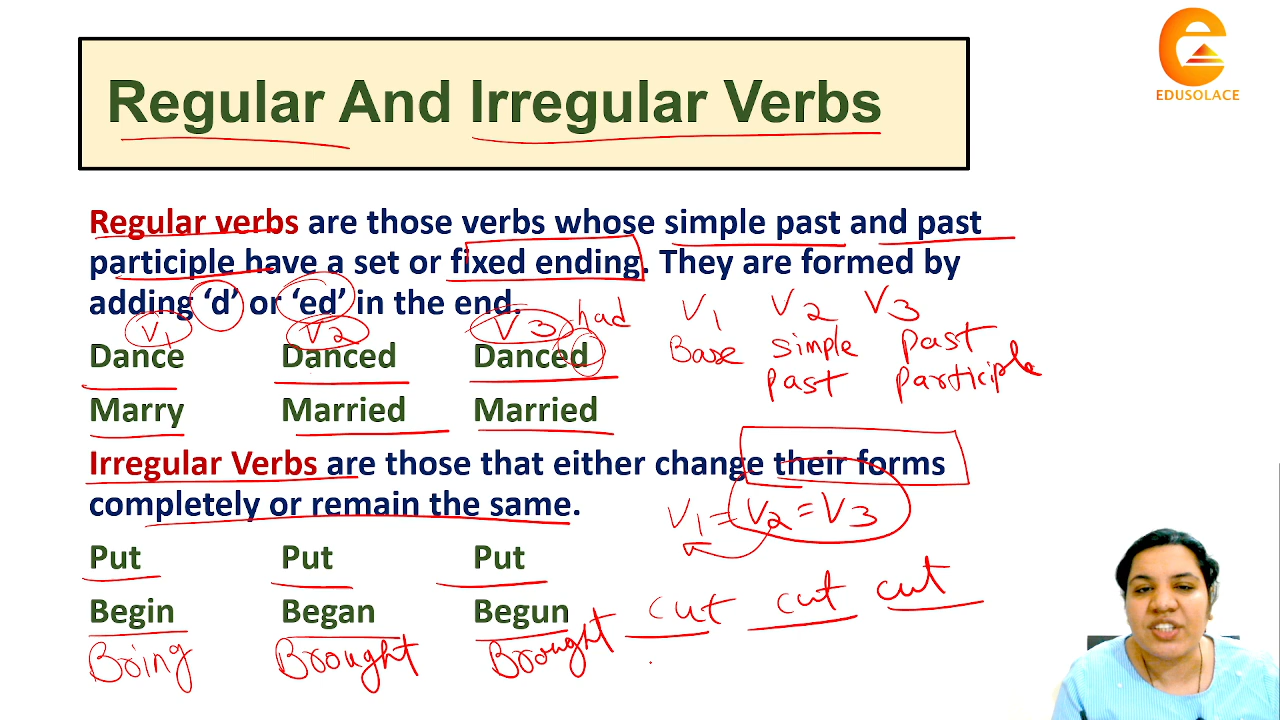 EDUSOLACE
Regular And Irregular Verbs
Regular verbs are those verbs whose simple past and past
participle have a set or fixed ending. They are formed by
adding ‘d’ or ‘ed’ in the end.
V1 V2 V3 had
V1 V2 V3
Base simple past Past participle
Dance Danced Danced
Marry Married Married
Irregular Verbs are those that either change their forms
completely or remain the same.
V1 = V2 = V3
Put Put Put
Begin Began Begun
cut cut cut
Bring Brought Brought